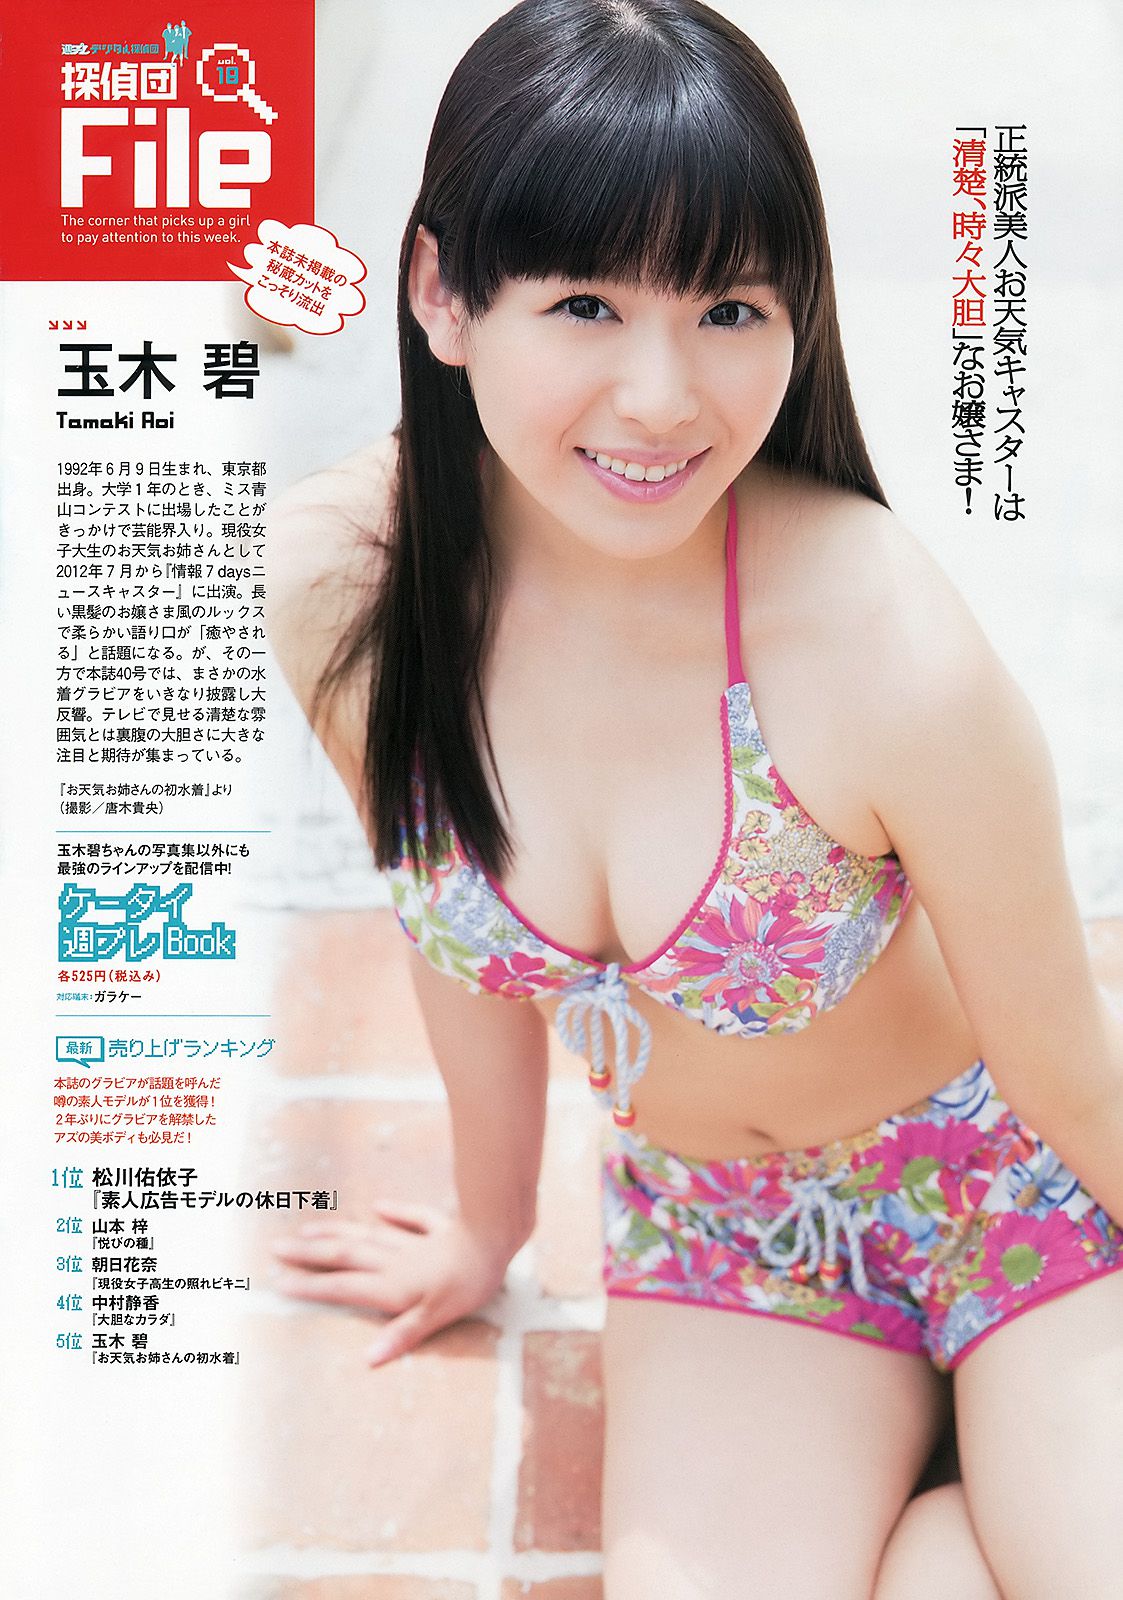 週プレ デジタル探偵団
探偵団
vol.
18
File
The corner that picks up a girl
to pay attention to this week.
本誌未掲載の
秘蔵カットを
こっそり流出
正統派美人お天気キャスターは
「清楚、時々大胆」なお嬢さま！
玉木 碧
Tamaki Aoi
1992年6月9日生まれ、東京都
出身。大学1年のとき、ミス青
山コンテストに出場したことが
きっかけで芸能界入り。現役女
子大生のお天気お姉さんとして
2012年7月から『情報7daysニ
ュースキャスター』に出演。長
い黒髪のお嬢さま風のルックス
で柔らかい語り口が「癒やされ
る」と話題になる。が、その一
方で本誌40号では、まさかの水
着グラビアをいきなり披露し大
反響。テレビで見せる清楚な雰
囲気とは裏腹の大胆さに大きな
注目と期待が集まっている。
『お天気お姉さんの初水着』より
（撮影／唐木貴央）
玉木碧ちゃんの写真集以外にも
最強のラインアップを配信中!
ケータイ
週プレBook
各525円（税込み）
対応端末：ガラケー
最新 売り上げランキング
本誌のグラビアが話題を呼んだ
噂の素人モデルが1位を獲得！
2年ぶりにグラビアを解禁した
アズの美ボディも必見だ！
1位 松川佑依子
『素人広告モデルの休日下着』
2位 山本 梓
『悦びの種』
3位 朝日花奈
『現役女子高生の照れビキニ』
4位 中村静香
『大胆なカラダ』
5位 玉木 碧
『お天気お姉さんの初水着』